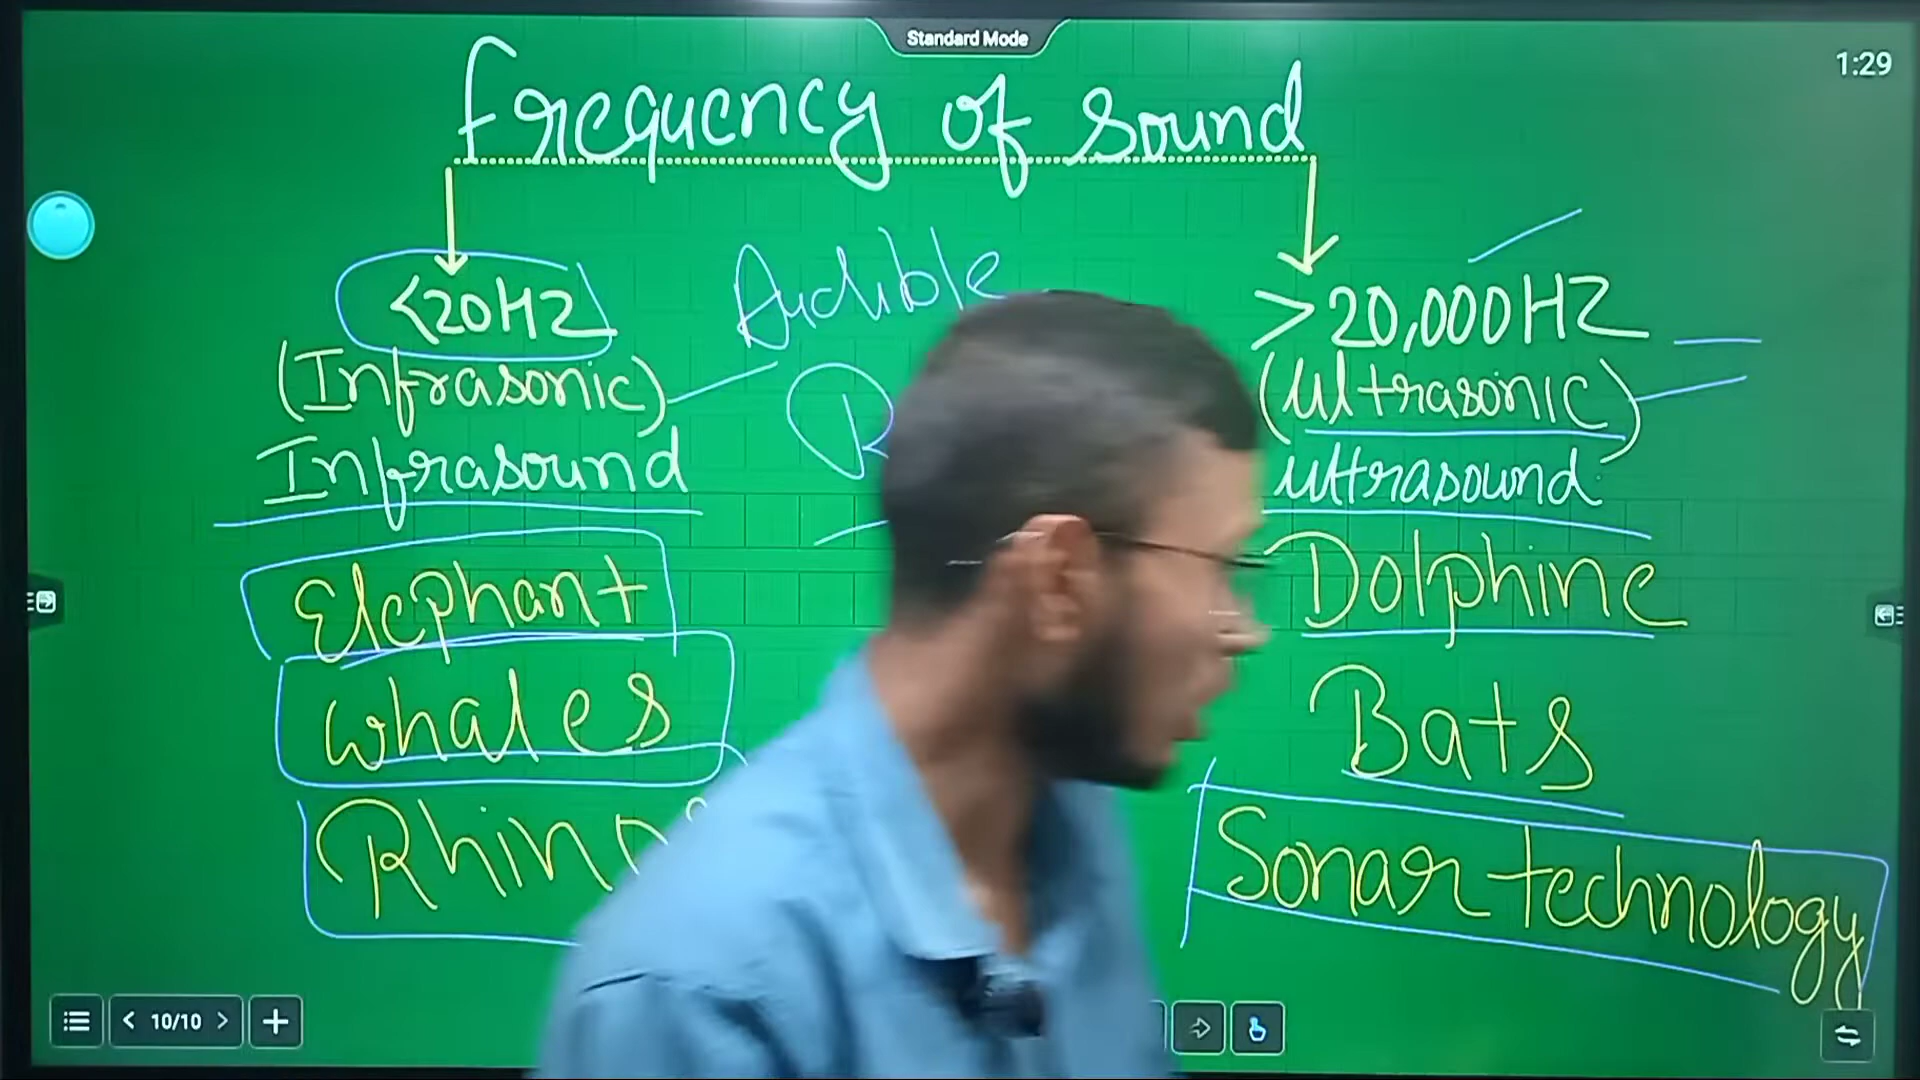 Standard Mode
1:29
Frequency of Sound
<20HZ
(Infrasonic)
Infrasound
Elephant
Whales
Audible
>20,000HZ
(Ultrasonic)
Ultrasound
Dolphine
Bats
Sonar technology
10/10